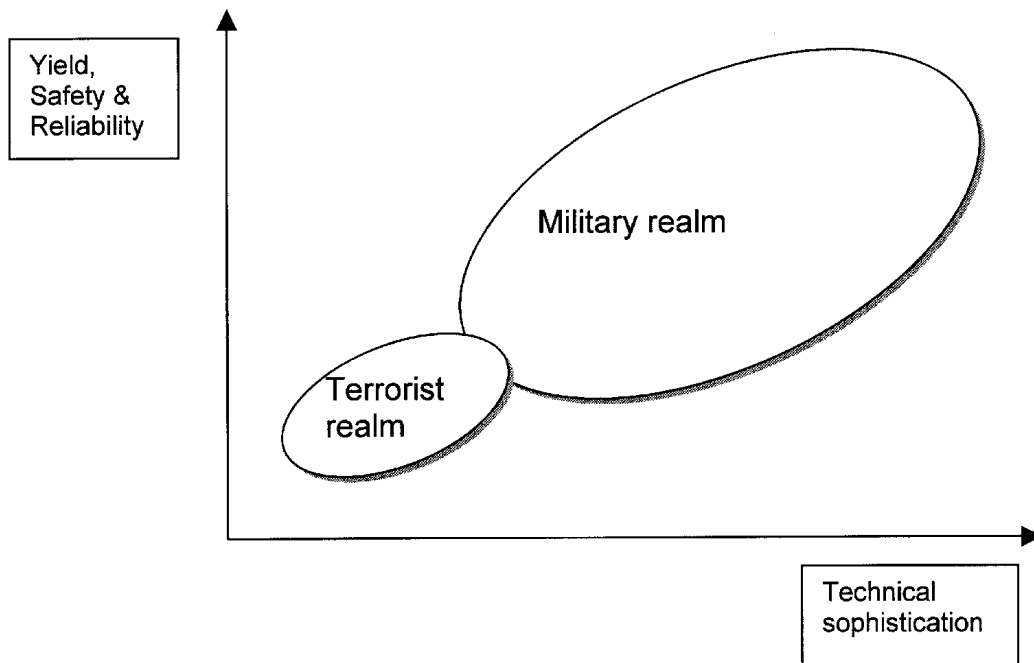 Yield,
Safety &
Reliability
Military realm
Terrorist
realm
Technical
sophistication